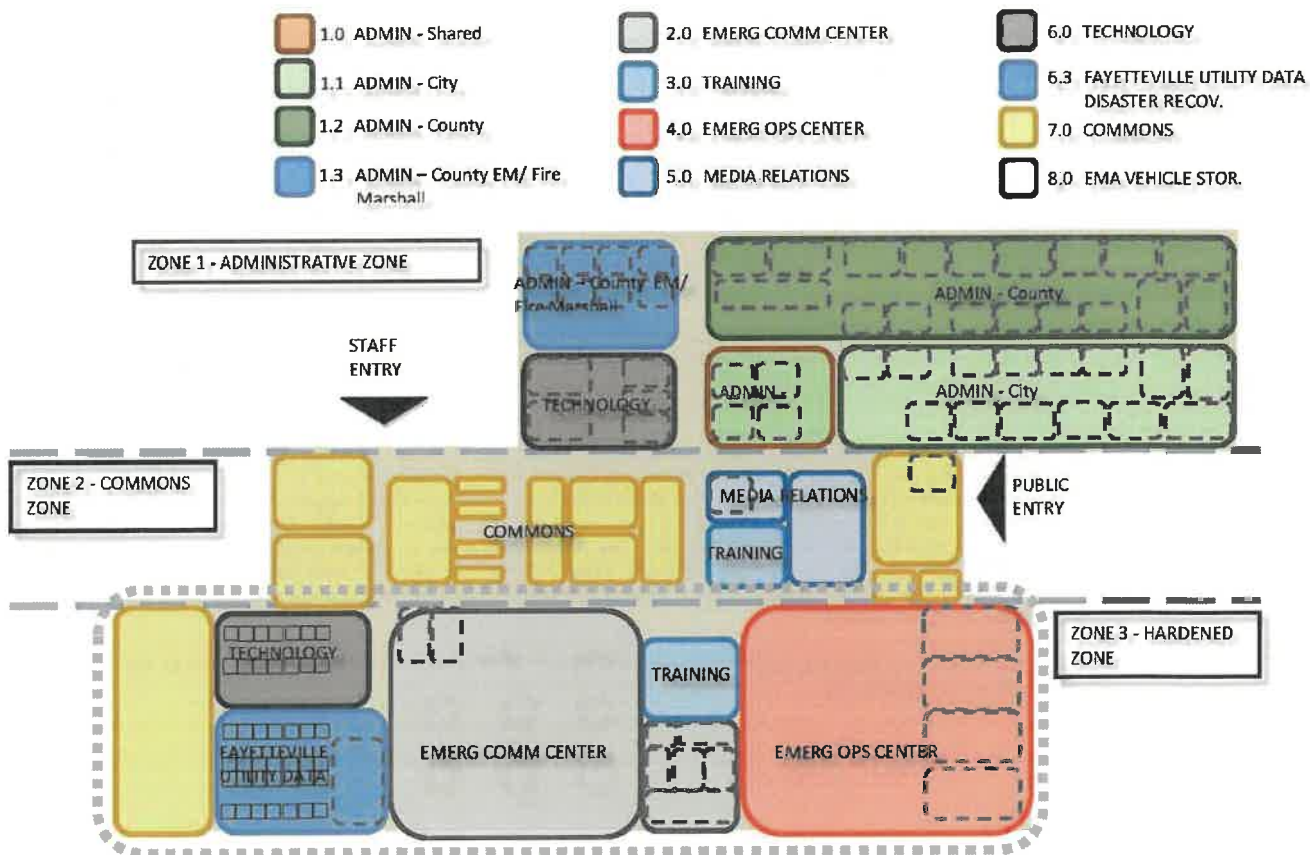 1.0 ADMIN - Shared
1.1 ADMIN - City
1.2 ADMIN - County
1.3 ADMIN – County EM/ Fire
Marshall
2.0 EMERG COMM CENTER
3.0 TRAINING
4.0 EMERG OPS CENTER
5.0 MEDIA RELATIONS
6.0 TECHNOLOGY
6.3 FAYETTEVILLE UTILITY DATA
DISASTER RECOV.
7.0 COMMONS
8.0 EMA VEHICLE STOR.
ZONE 1 - ADMINISTRATIVE ZONE
ADMIN – County EM/
Fire Marshall
ADMIN - County
STAFF
ENTRY
TECHNOLOGY
ADMIN -
ADMIN - City
ZONE 2 - COMMONS
ZONE
COMMONS
MEDIA RELATIONS
TRAINING
PUBLIC
ENTRY
TECHNOLOGY
TRAINING
ZONE 3 - HARDENED
ZONE
FAYETTEVILLE
UTILITY DATA
EMERG COMM CENTER
EMERG OPS CENTER